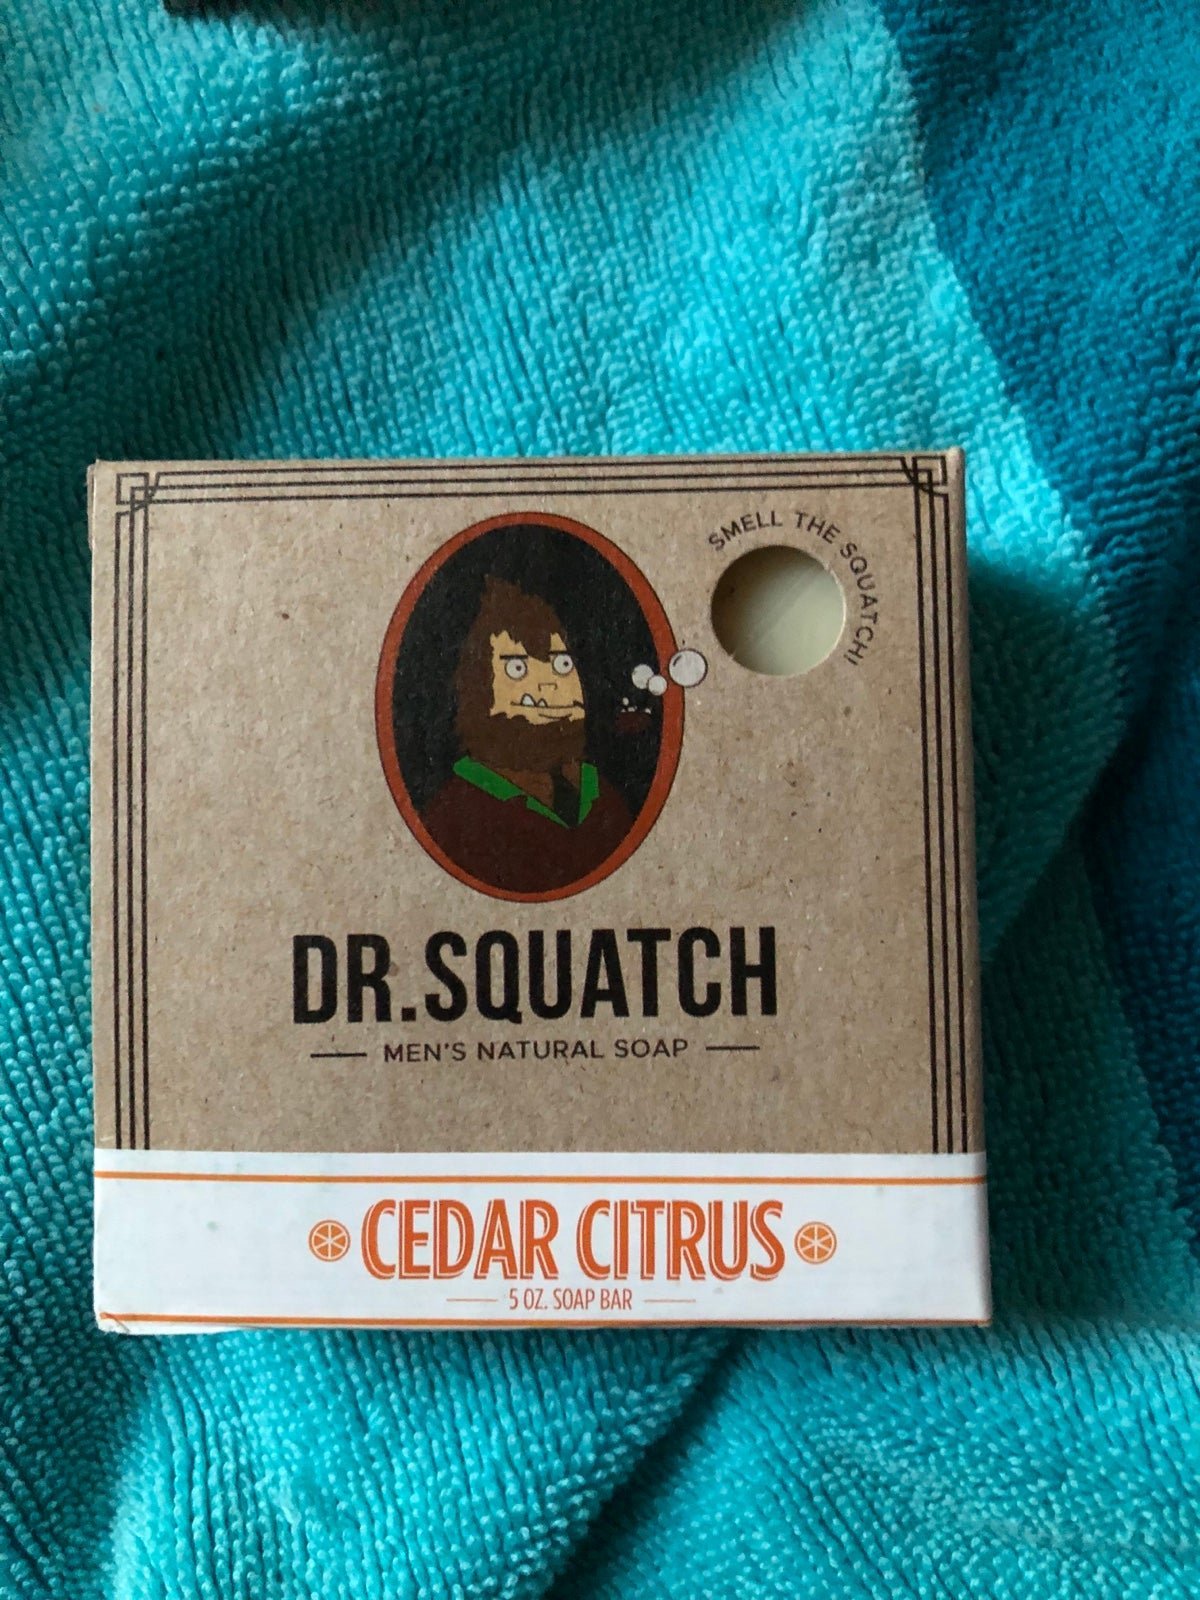 SMELL THE SQUATCH!
DR.SQUATCH
MEN'S NATURAL SOAP
CEDAR CITRUS
5 OZ. SOAP BAR